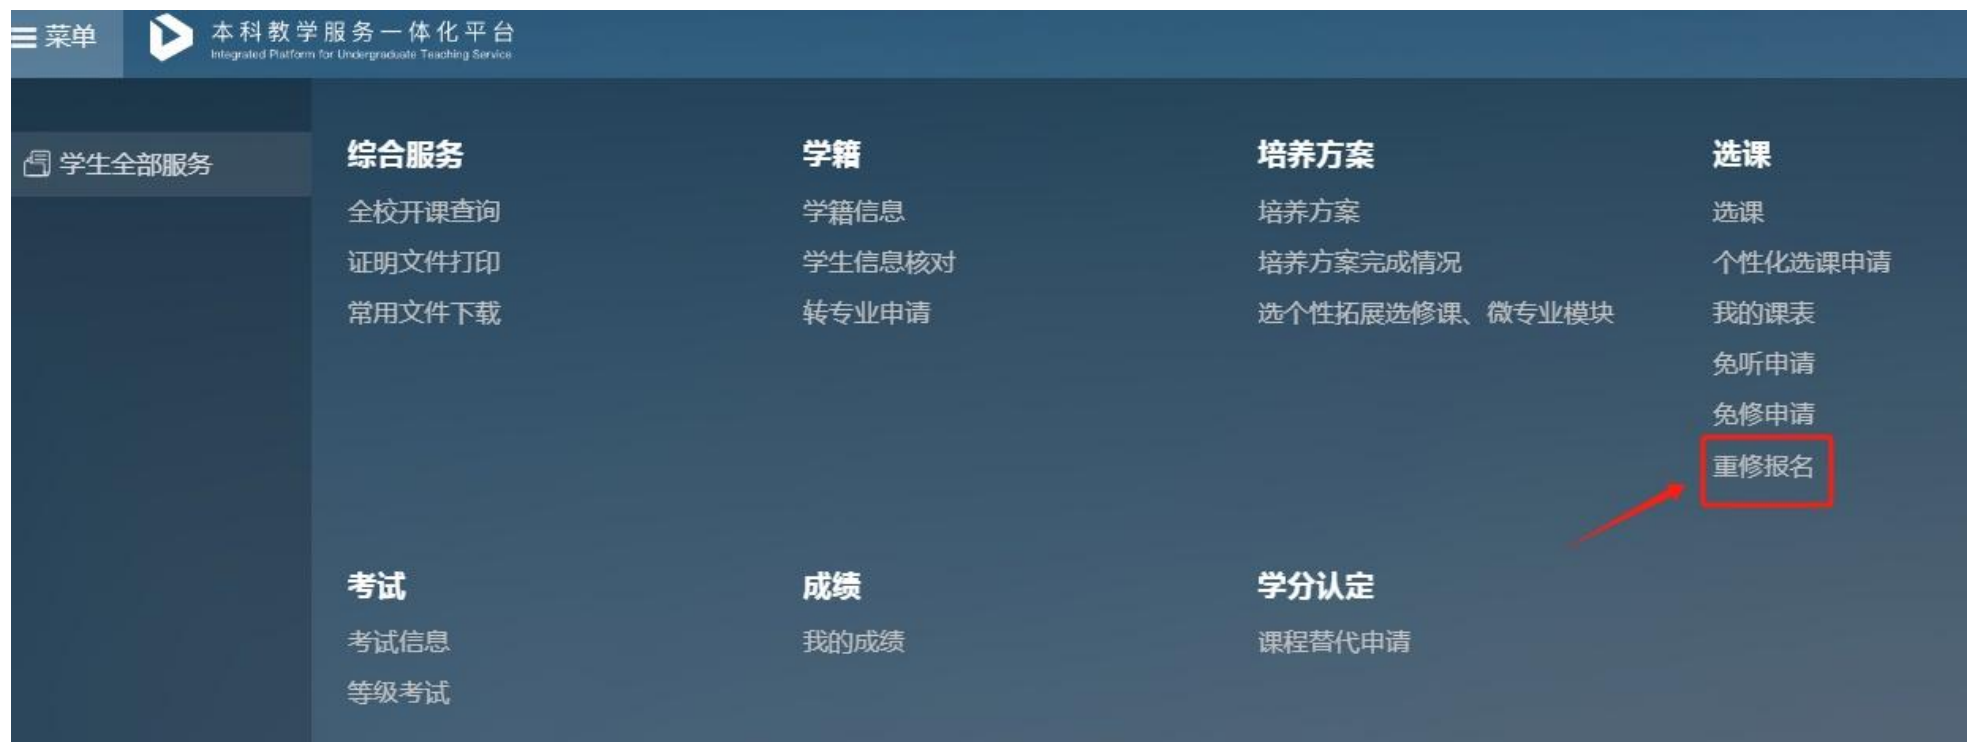 菜单
本科教学服务一体化平台
Integrated Platform for Undergraduate Teaching Service
学生全部服务
综合服务
全校开课查询
证明文件打印
常用文件下载
学籍
学籍信息
学生信息核对
转专业申请
培养方案
培养方案
培养方案完成情况
选个性拓展选修课、微专业模块
选课
选课
个性化选课申请
我的课表
免听申请
免修申请
重修报名
考试
考试信息
等级考试
成绩
我的成绩
学分认定
课程替代申请